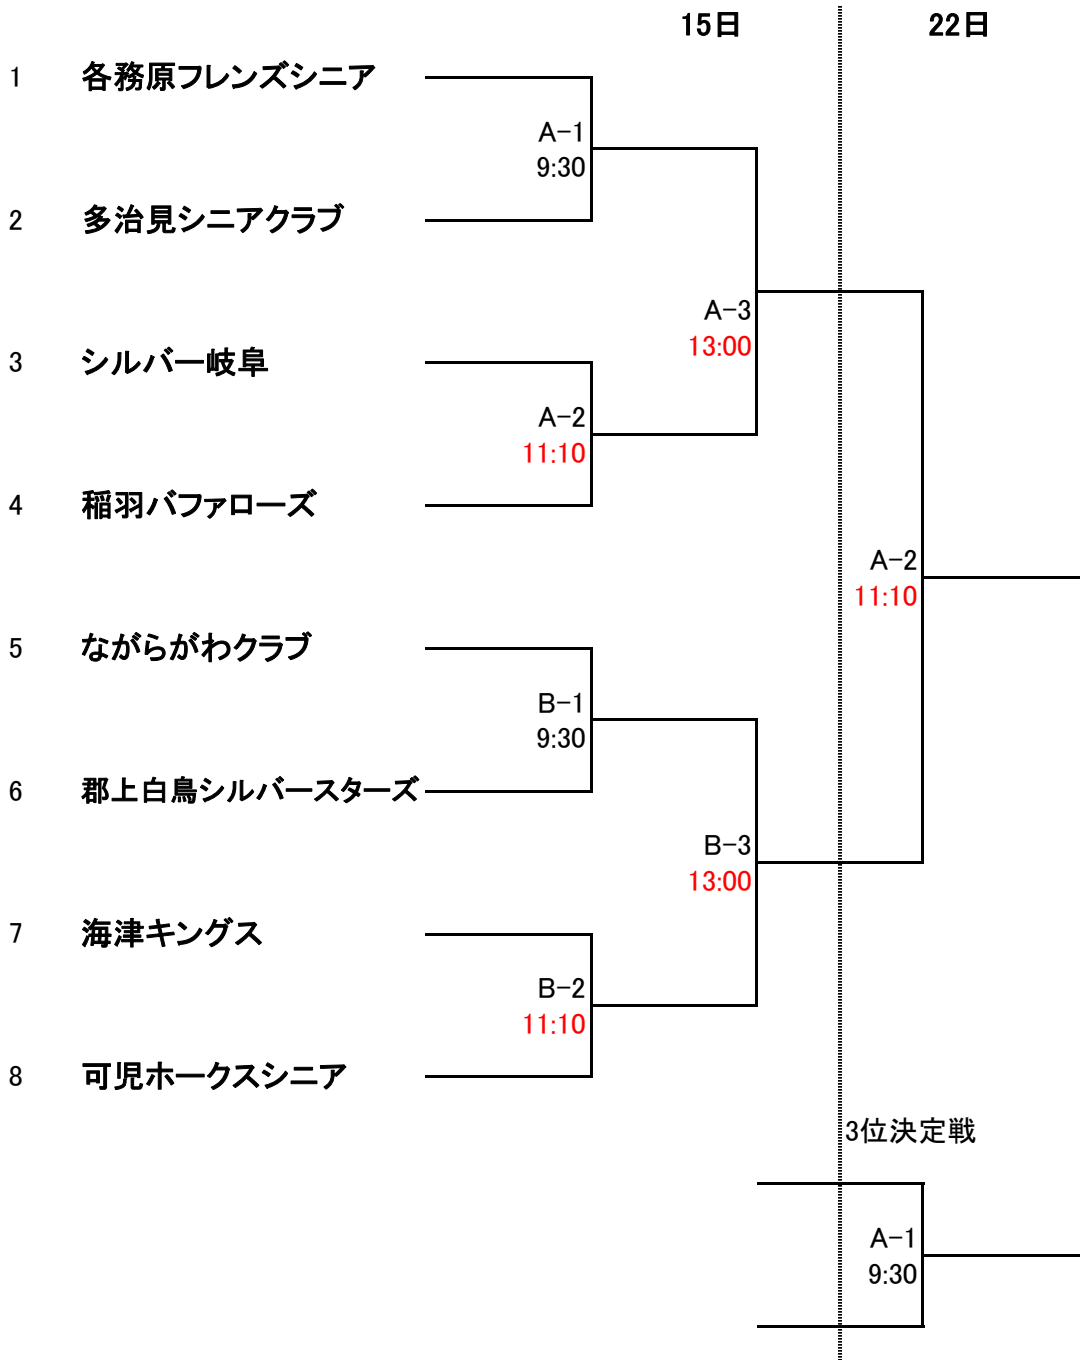 15日
22日
1 各務原フレンズシニア
A-1
9:30
2 多治見シニアクラブ
A-3
13:00
3 シルバー岐阜
A-2
11:10
4 稲羽バファローズ
A-2
11:10
5 ながらがわクラブ
B-1
9:30
6 郡上白鳥シルバースターズ
B-3
13:00
7 海津キングス
B-2
11:10
8 可児ホークスシニア
3位決定戦
A-1
9:30